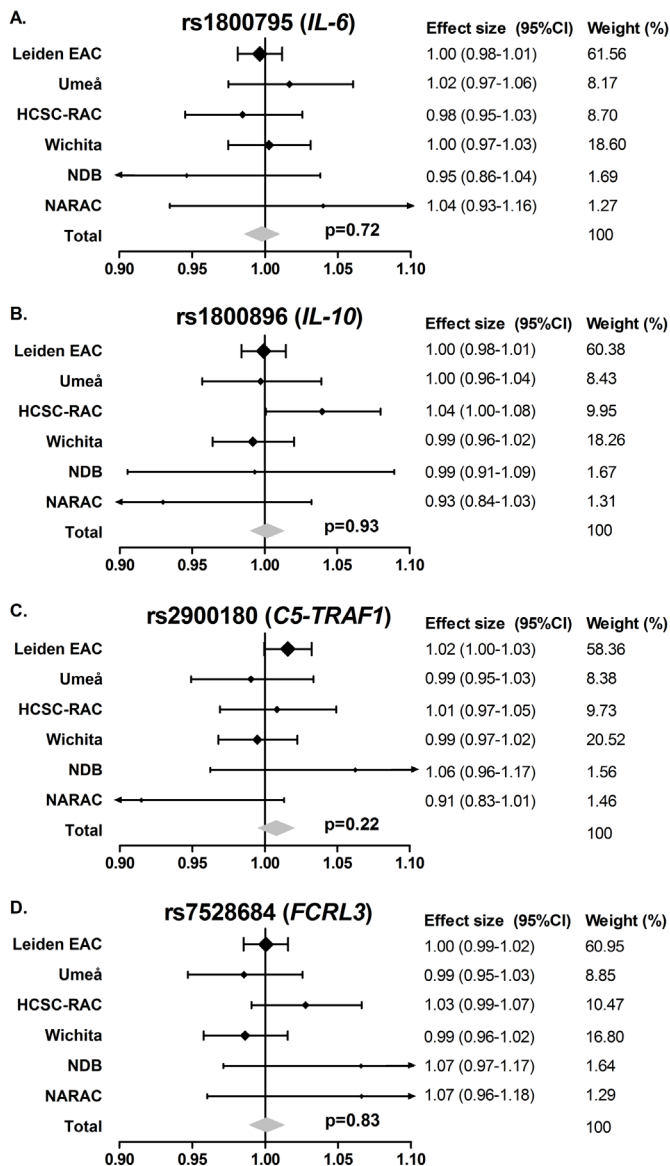 A.
rs1800795 (IL-6)
Effect size (95%CI) Weight (%)
Leiden EAC 1.00 (0.98-1.01) 61.56
Umeå 1.02 (0.97-1.06) 8.17
HCSC-RAC 0.98 (0.95-1.03) 8.70
Wichita 1.00 (0.97-1.03) 18.60
NDB 0.95 (0.86-1.04) 1.69
NARAC 1.04 (0.93-1.16) 1.27
Total p=0.72 100
0.90 0.95 1.00 1.05 1.10
B.
rs1800896 (IL-10)
Effect size (95%CI) Weight (%)
Leiden EAC 1.00 (0.98-1.01) 60.38
Umeå 1.00 (0.96-1.04) 8.43
HCSC-RAC 1.04 (1.00-1.08) 9.95
Wichita 0.99 (0.96-1.02) 18.26
NDB 0.99 (0.91-1.09) 1.67
NARAC 0.93 (0.84-1.03) 1.31
Total p=0.93 100
0.90 0.95 1.00 1.05 1.10
C.
rs2900180 (C5-TRAF1)
Effect size (95%CI) Weight (%)
Leiden EAC 1.02 (1.00-1.03) 58.36
Umeå 0.99 (0.95-1.03) 8.38
HCSC-RAC 1.01 (0.97-1.05) 9.73
Wichita 0.99 (0.97-1.02) 20.52
NDB 1.06 (0.96-1.17) 1.56
NARAC 0.91 (0.83-1.01) 1.46
Total p=0.22 100
0.90 0.95 1.00 1.05 1.10
D.
rs7528684 (FCRL3)
Effect size (95%CI) Weight (%)
Leiden EAC 1.00 (0.99-1.02) 60.95
Umeå 0.99 (0.95-1.03) 8.85
HCSC-RAC 1.03 (0.99-1.07) 10.47
Wichita 0.99 (0.96-1.02) 16.80
NDB 1.07 (0.97-1.17) 1.64
NARAC 1.07 (0.96-1.18) 1.29
Total p=0.83 100
0.90 0.95 1.00 1.05 1.10